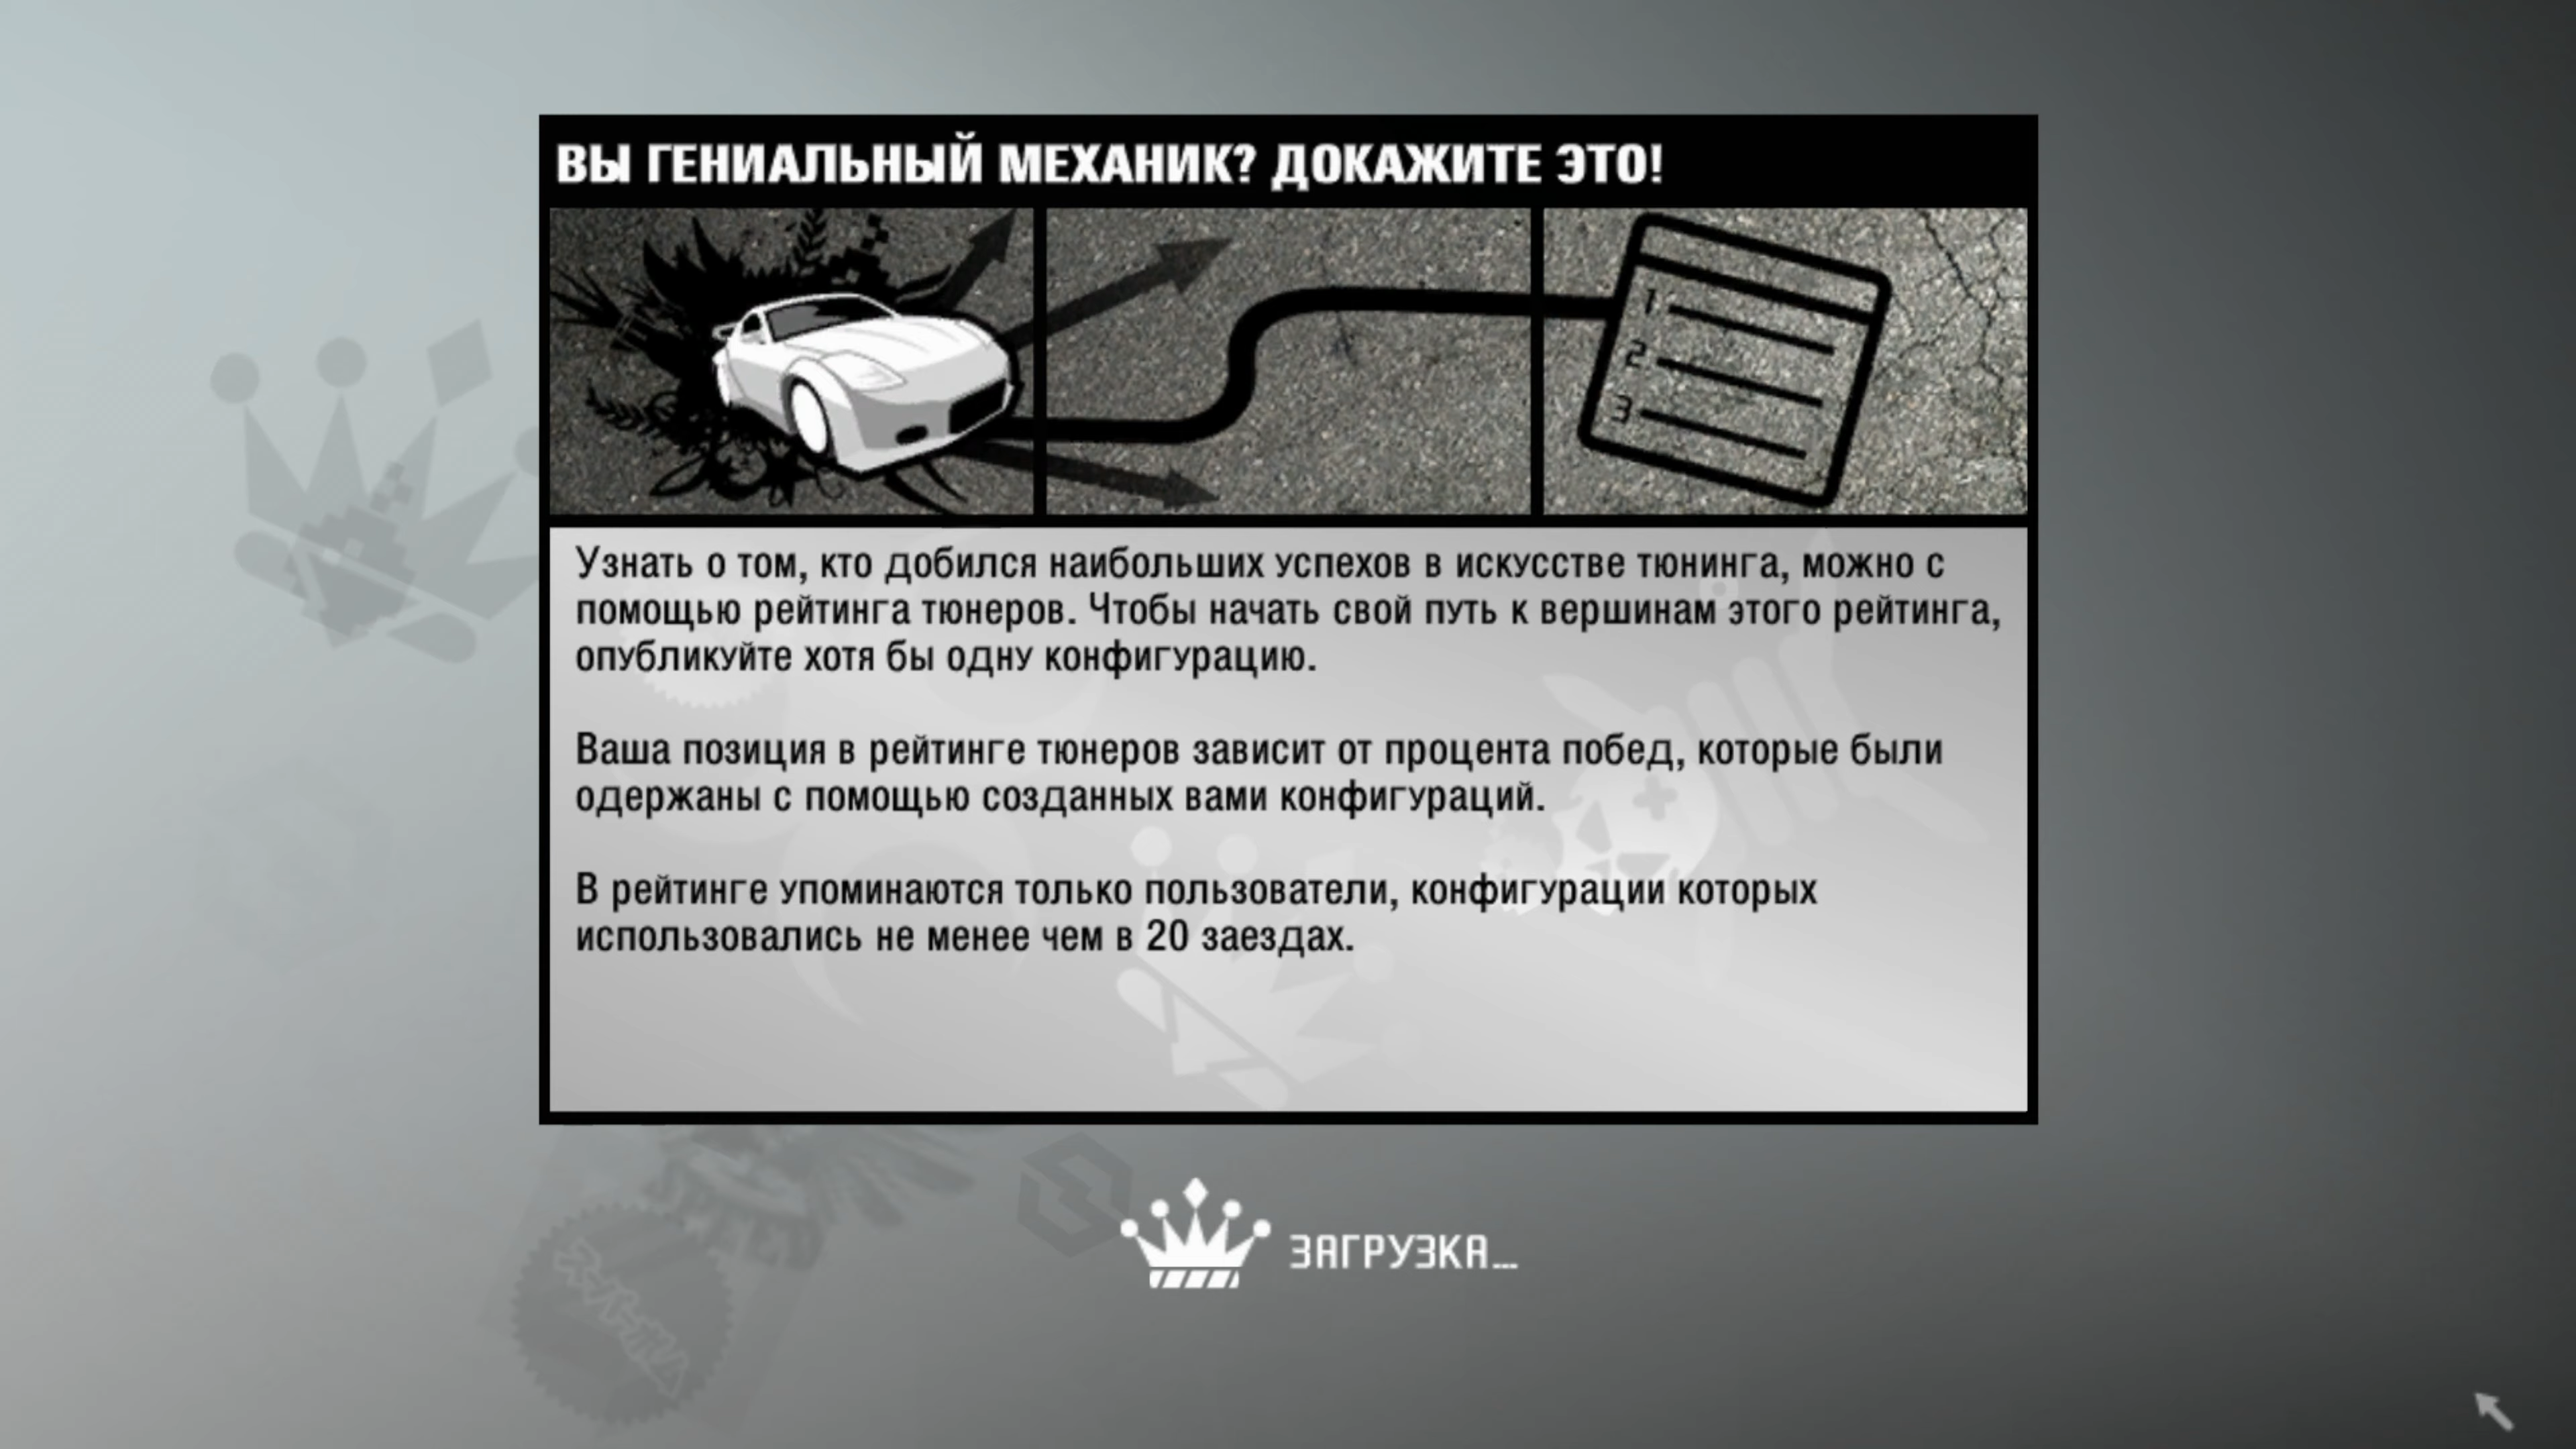 ВЫ ГЕНИАЛЬНЫЙ МЕХАНИК? ДОКАЖИТЕ ЭТО!
1
2
3
Узнать о том, кто добился наибольших успехов в искусстве тюнинга, можно с
помощью рейтинга тюнеров. Чтобы начать свой путь к вершинам этого рейтинга,
опубликуйте хотя бы одну конфигурацию.
Ваша позиция в рейтинге тюнеров зависит от процента побед, которые были
одержаны с помощью созданных вами конфигураций.
В рейтинге упоминаются только пользователи, конфигурации которых
использовались не менее чем в 20 заездах.
SPEED
ЗАГРУЗКА...